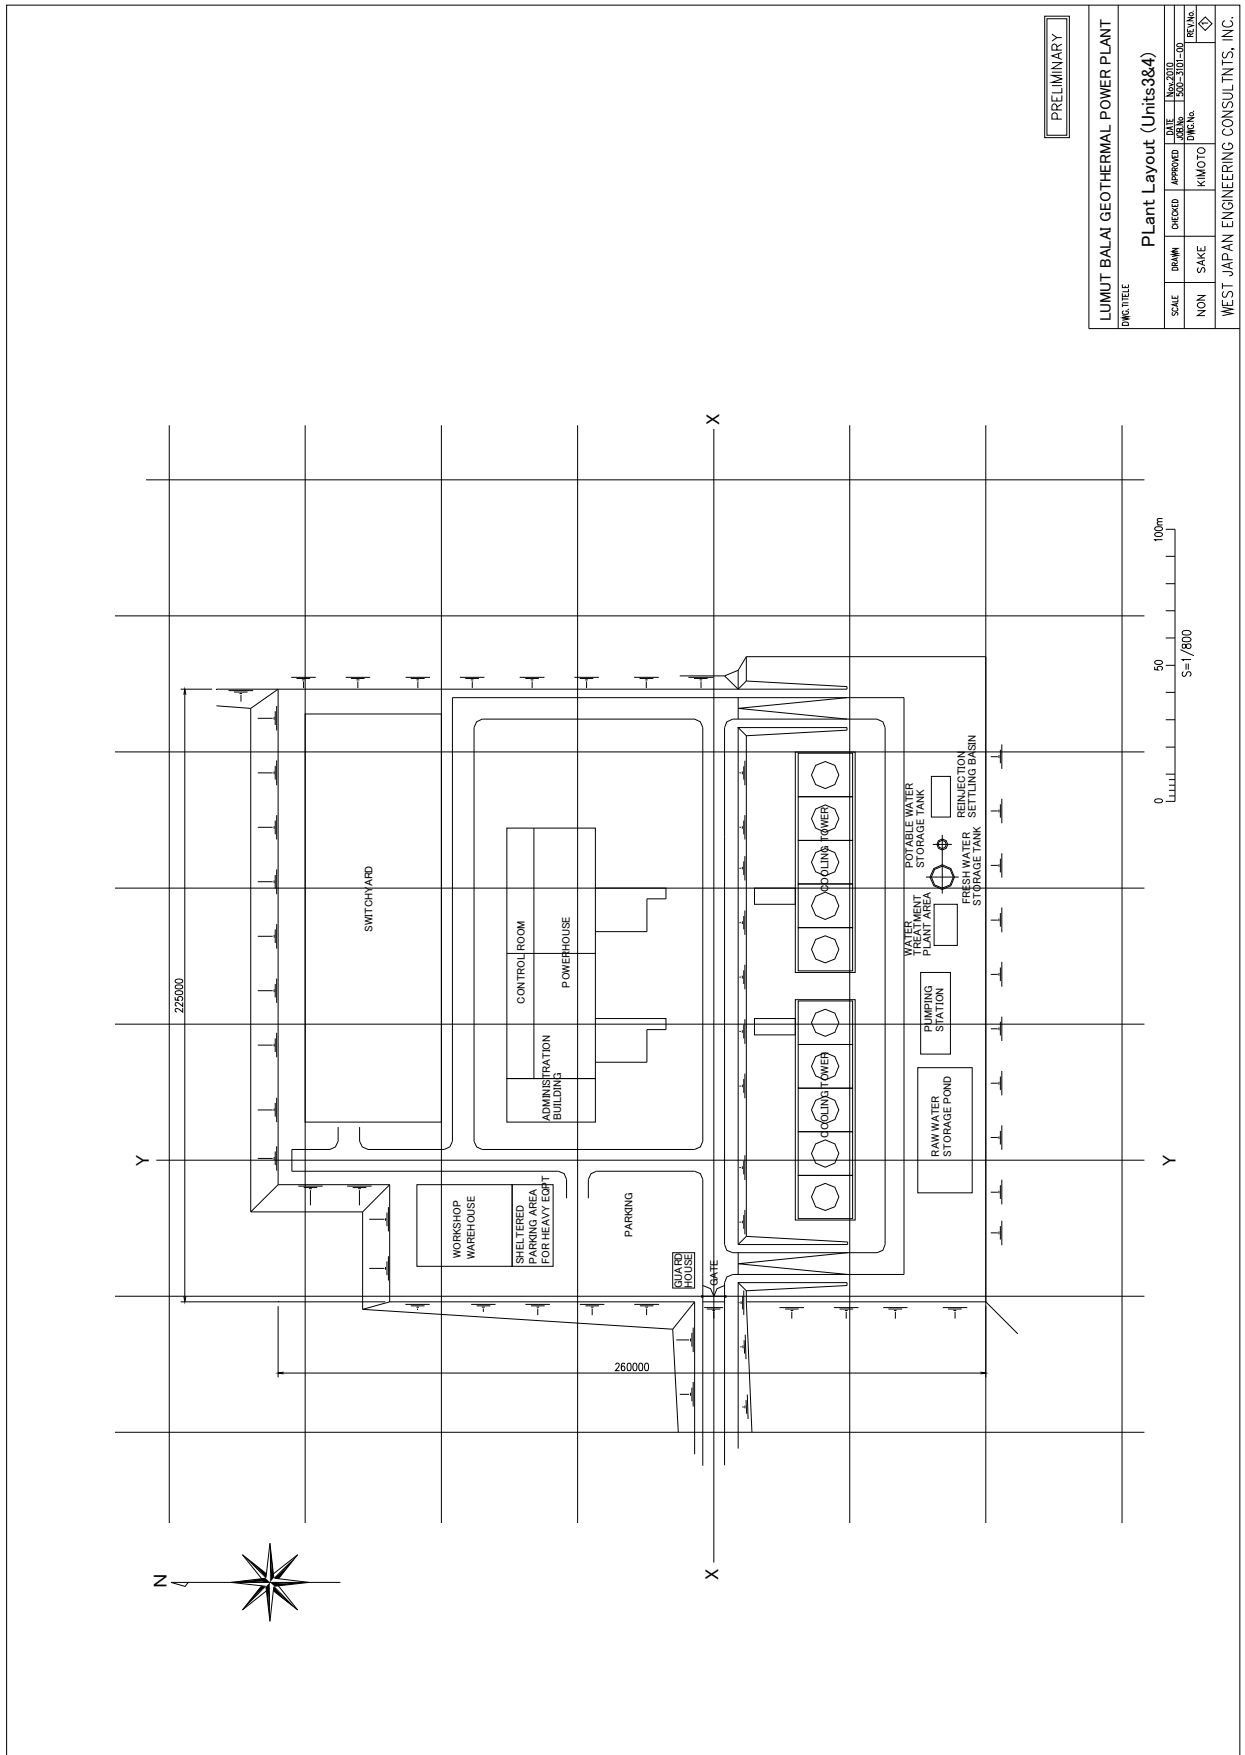 PRELIMINARY
LUMUT BALAI GEOTHERMAL POWER PLANT
DWG.TITELE
PLant Layout (Units3&4)
SCALE
DRAWN
CHECKED
APPROVED
DATE
Nov.2010
JOB.No
500-3101-00
NON
SAKE
KIMOTO
DWG.No.
REV.No.
1
WEST JAPAN ENGINEERING CONSULTNTS, INC.
N
X
X
Y
Y
225000
260000
SWITCHYARD
CONTROL ROOM
POWERHOUSE
ADMINISTRATION
BUILDING
WORKSHOP
WAREHOUSE
SHELTERED
PARKING AREA
FOR HEAVY EQPT
PARKING
GUARD
HOUSE
GATE
COOLING TOWER
COOLING TOWER
RAW WATER
STORAGE POND
PUMPING
STATION
WATER
TREATMENT
PLANT AREA
POTABLE WATER
STORAGE TANK
FRESH WATER
STORAGE TANK
REINJECTION
SETTLING BASIN
0
50
100m
S=1/800